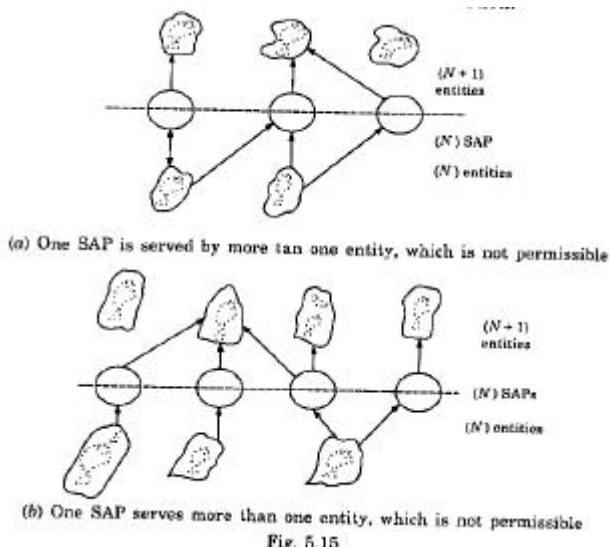 (N + 1)
entities
(N) SAP
(N) entities
(a) One SAP is served by more tan one entity, which is not permissible
(N + 1)
entities
(N) SAPs
(N) entities
(b) One SAP serves more than one entity, which is not permissible
Fig. 5.15